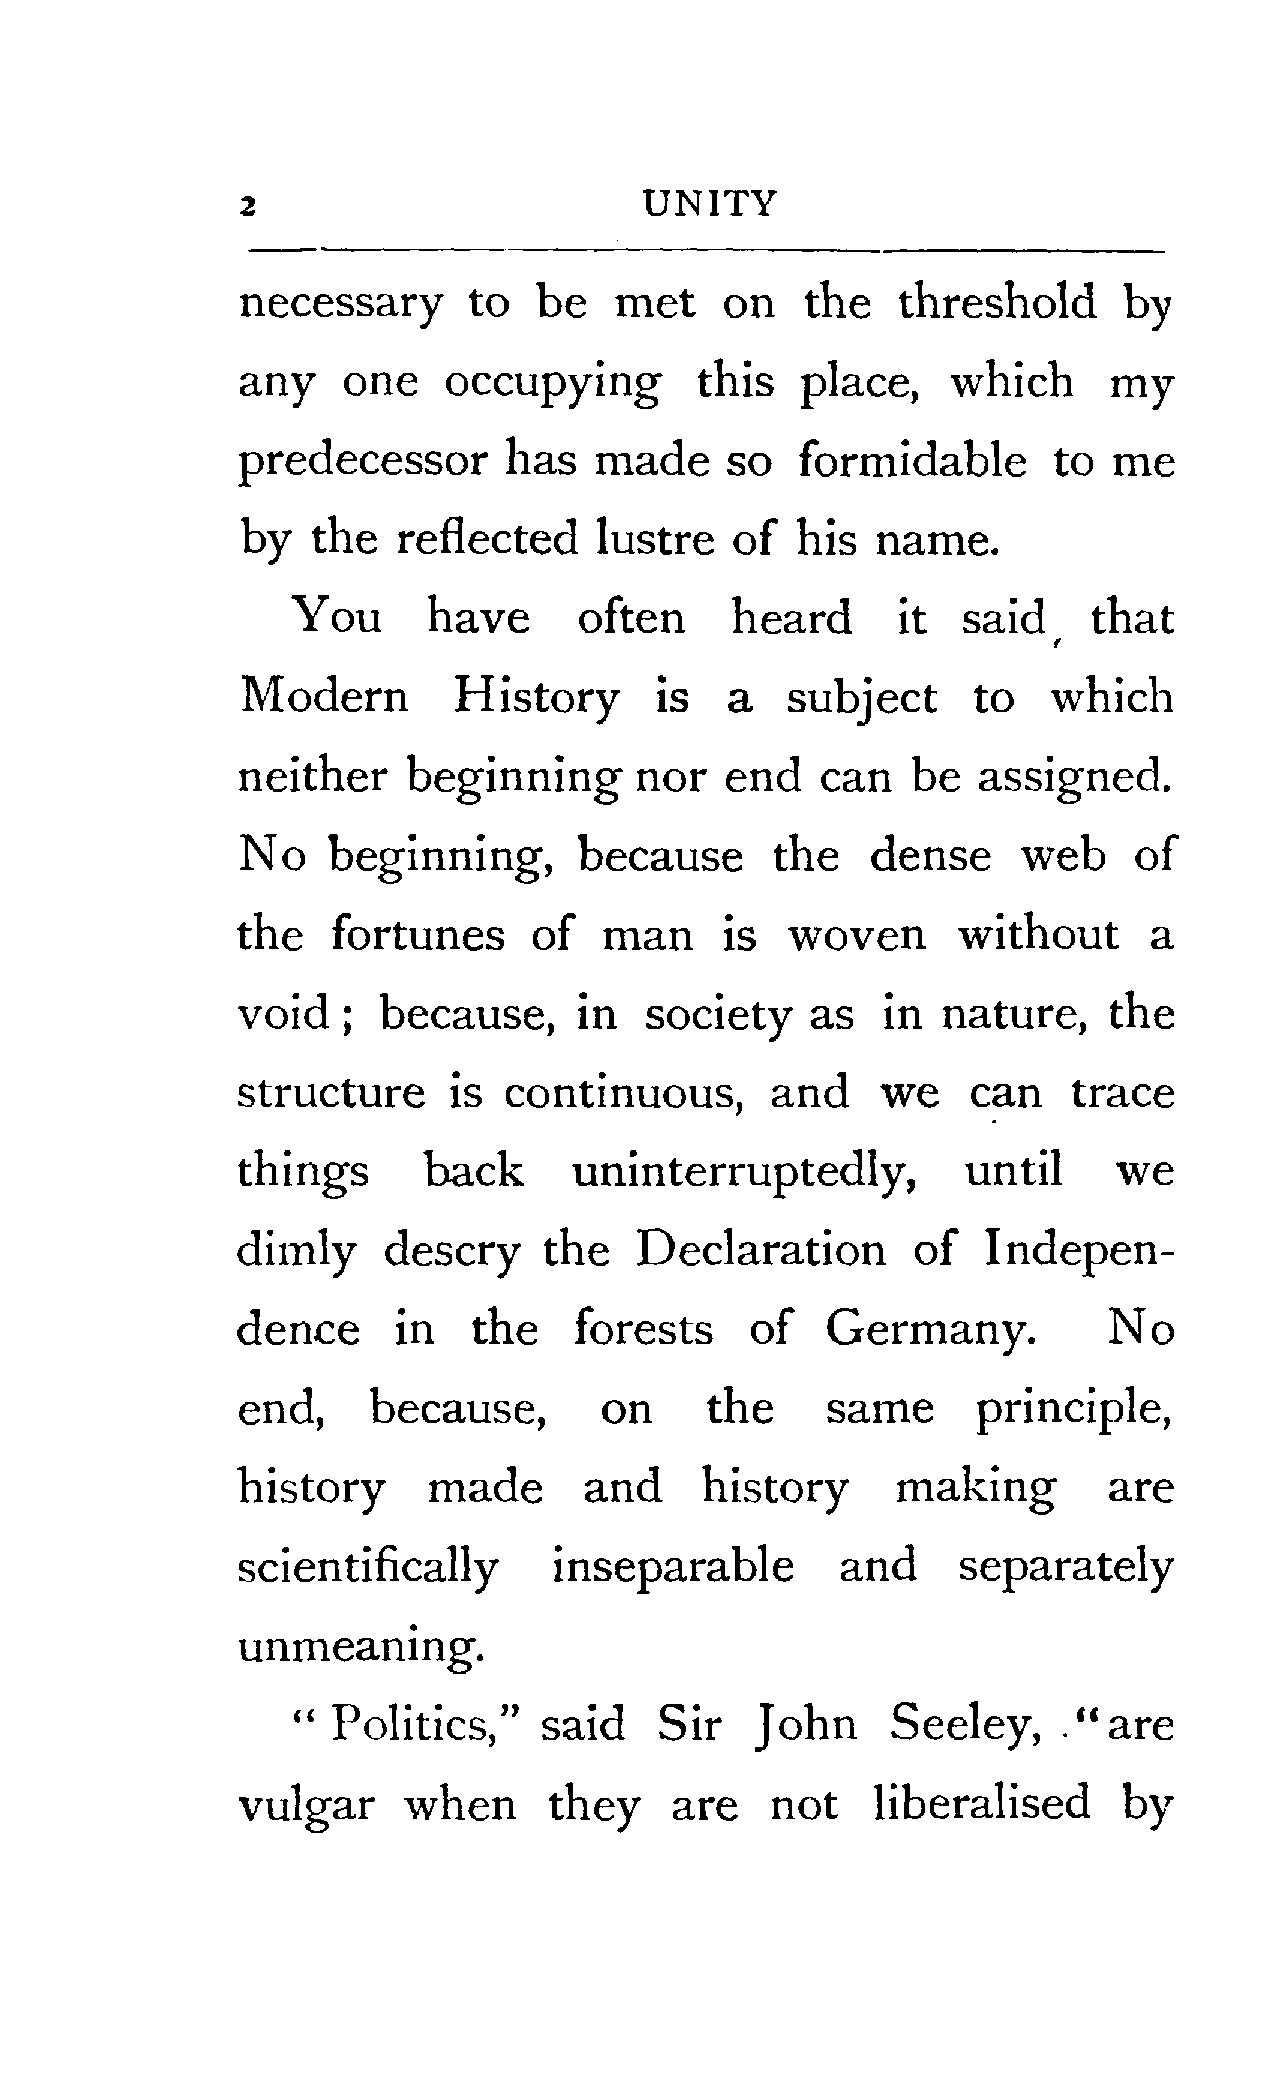 2 UNITY
necessary to be met on the threshold by
any one occupying this place, which my
predecessor has made so formidable to me
by the reflected lustre of his name.
You have often heard it said that
Modern History is a subject to which
neither beginning nor end can be assigned.
No beginning, because the dense web of
the fortunes of man is woven without a
void ; because, in society as in nature, the
structure is continuous, and we can trace
things back uninterruptedly, until we
dimly descry the Declaration of Indepen-
dence in the forests of Germany. No
end, because, on the same principle,
history made and history making are
scientifically inseparable and separately
unmeaning.
“ Politics,” said Sir John Seeley, “ are
vulgar when they are not liberalised by